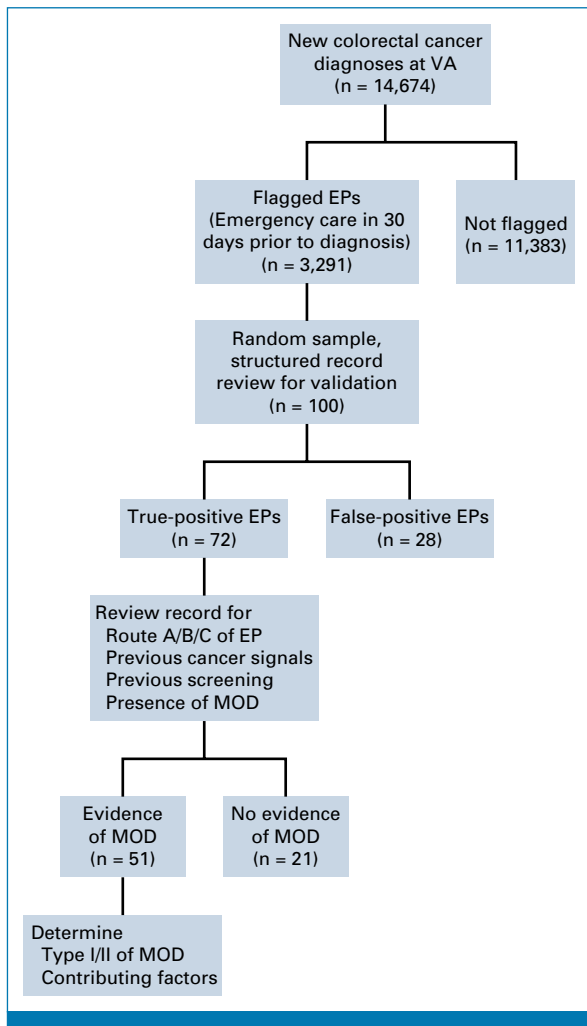 New colorectal cancer
diagnoses at VA
(n = 14,674)
Flagged EPs
(Emergency care in 30
days prior to diagnosis)
(n = 3,291)
Not flagged
(n = 11,383)
Random sample,
structured record
review for validation
(n = 100)
True-positive EPs
(n = 72)
False-positive EPs
(n = 28)
Review record for
Route A/B/C of EP
Previous cancer signals
Previous screening
Presence of MOD
Evidence
of MOD
(n = 51)
No evidence
of MOD
(n = 21)
Determine
Type I/II of MOD
Contributing factors